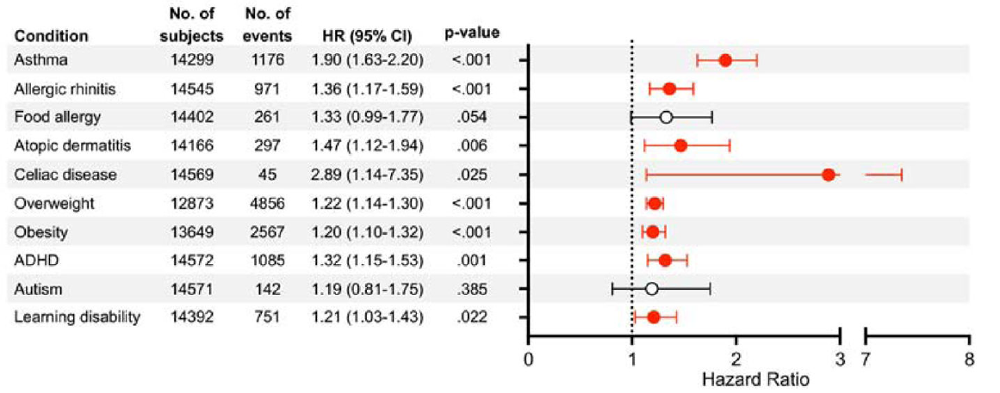 No. of No. of
Condition subjects events HR (95% CI) p-value
Asthma 14299 1176 1.90 (1.63-2.20) <.001
Allergic rhinitis 14545 971 1.36 (1.17-1.59) <.001
Food allergy 14402 261 1.33 (0.99-1.77) .054
Atopic dermatitis 14166 297 1.47 (1.12-1.94) .006
Celiac disease 14569 45 2.89 (1.14-7.35) .025
Overweight 12873 4856 1.22 (1.14-1.30) <.001
Obesity 13649 2567 1.20 (1.10-1.32) <.001
ADHD 14572 1085 1.32 (1.15-1.53) .001
Autism 14571 142 1.19 (0.81-1.75) .385
Learning disability 14392 751 1.21 (1.03-1.43) .022
0 1 2 3 7 8
Hazard Ratio